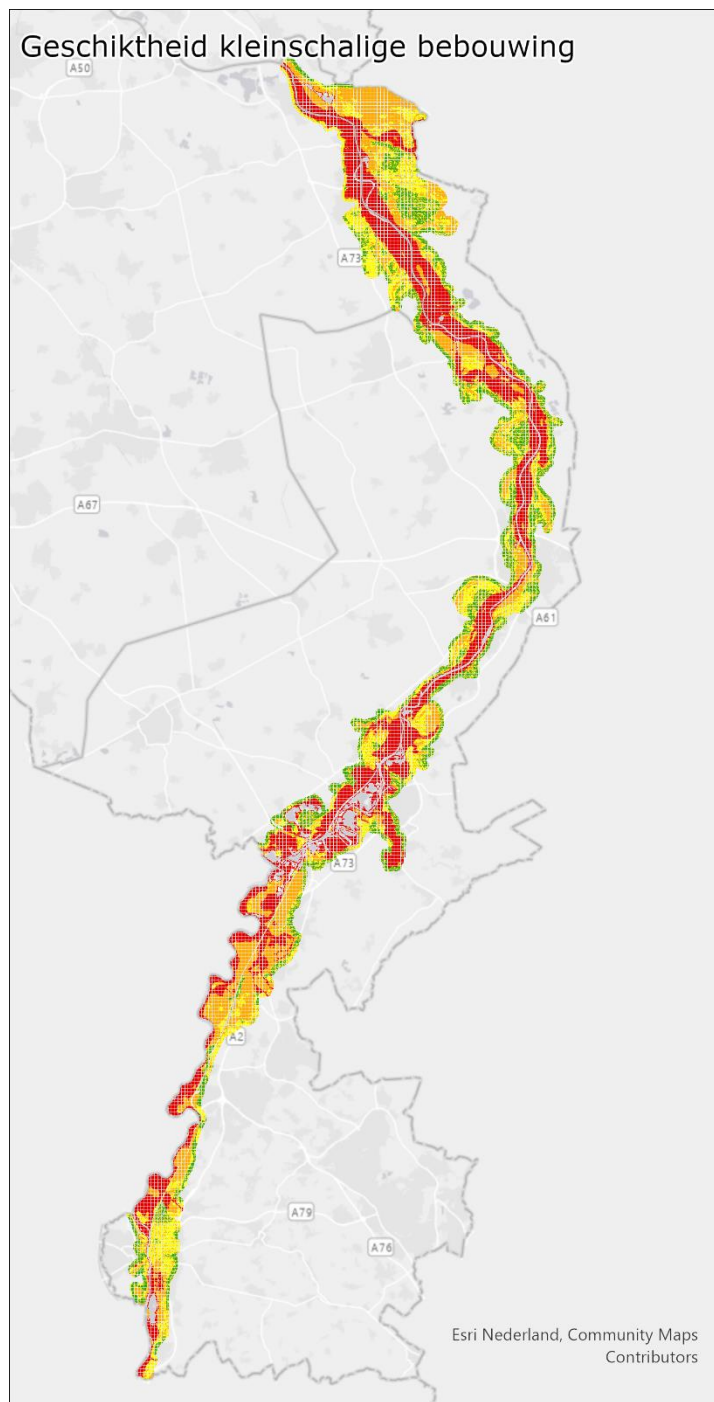 Geschiktheid kleinschalige bebouwing
A50
A73
A67
A61
A73
A2
A79
A76
Esri Nederland, Community Maps
Contributors